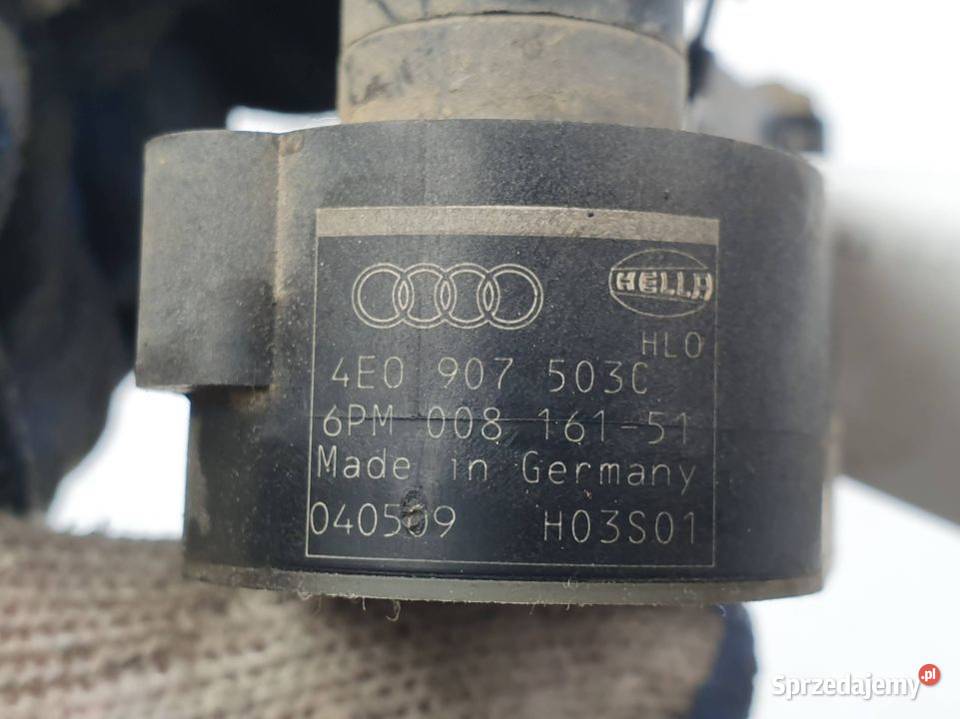 HELLA
HLO
4E0 907 503C
6PM 008 161-51
Made in Germany
040509 H03S01
Sprzedajemy.pl